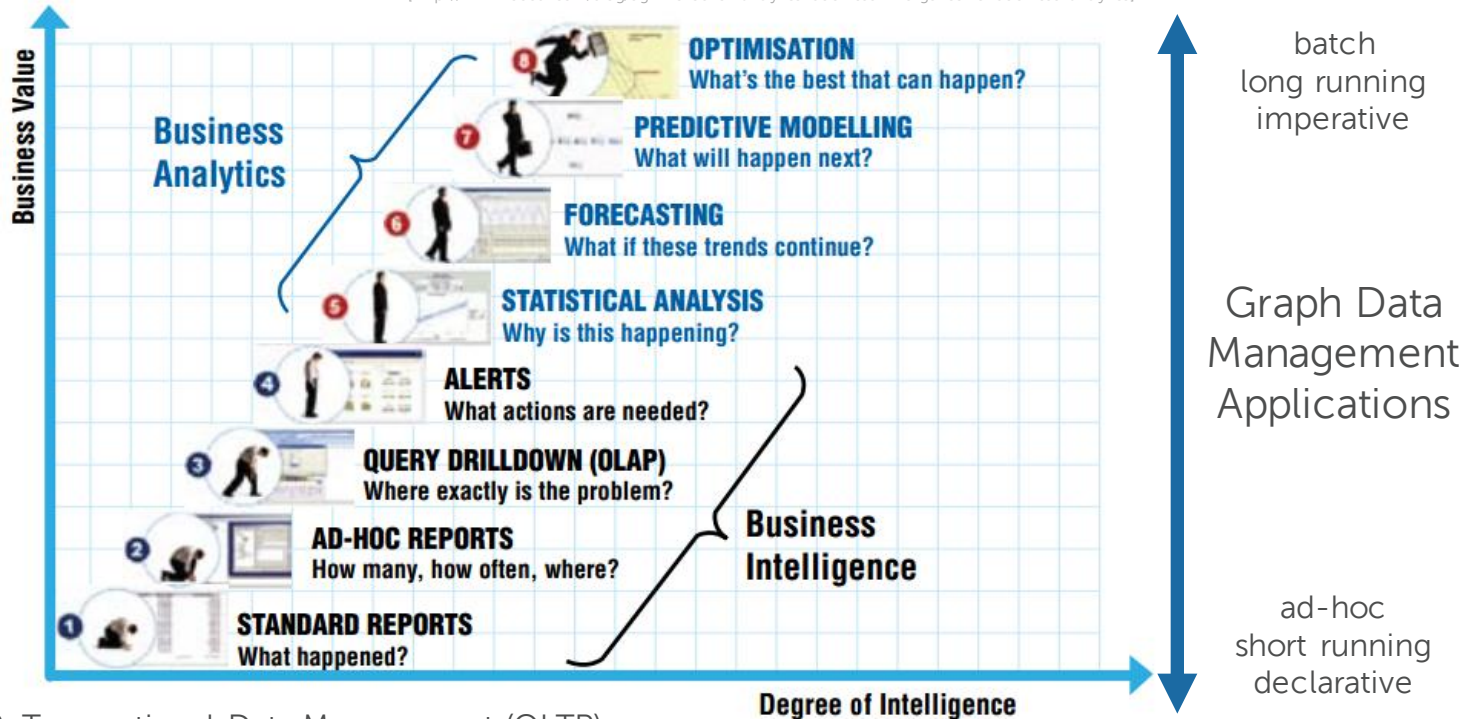 Business Value
Business
Analytics
8
OPTIMISATION
What's the best that can happen?
7
PREDICTIVE MODELLING
What will happen next?
6
FORECASTING
What if these trends continue?
5
STATISTICAL ANALYSIS
Why is this happening?
4
ALERTS
What actions are needed?
3
QUERY DRILLDOWN (OLAP)
Where exactly is the problem?
2
AD-HOC REPORTS
How many, how often, where?
1
STANDARD REPORTS
What happened?
Business
Intelligence
Degree of Intelligence
batch
long running
imperative
Graph Data
Management
Applications
ad-hoc
short running
declarative